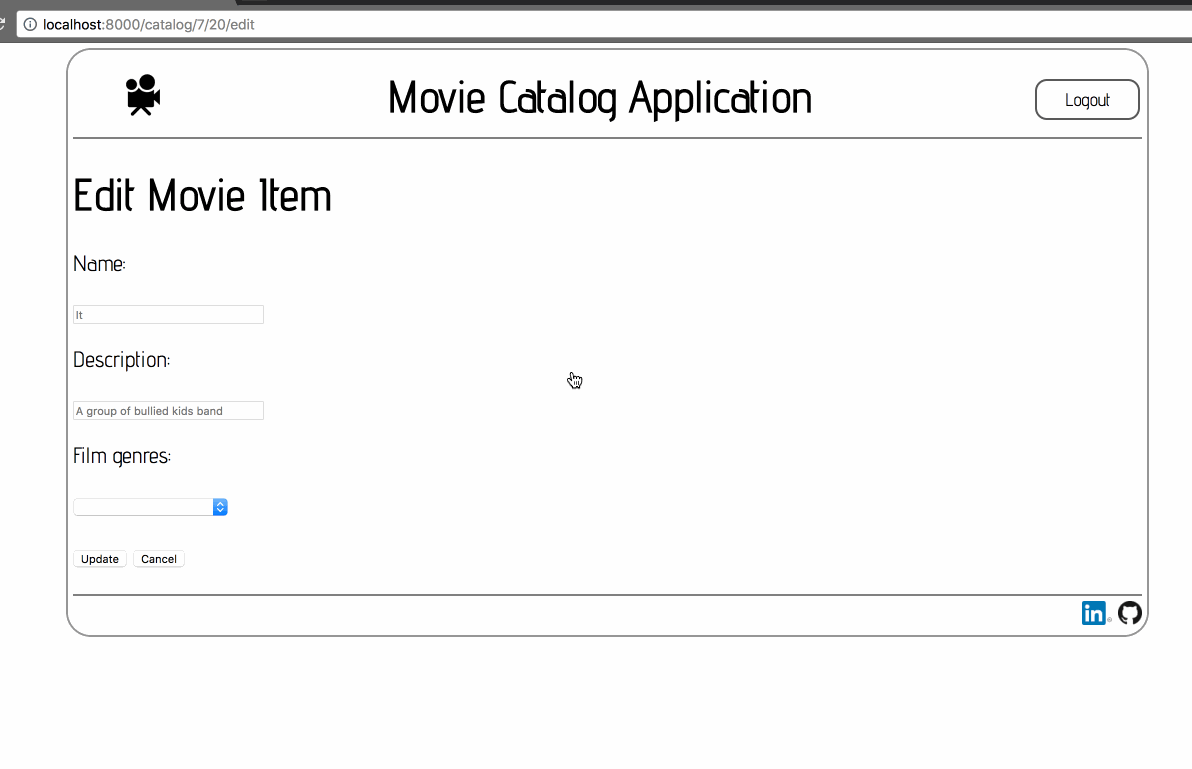 localhost:8000/catalog/7/20/edit
Movie Catalog Application
Logout
Edit Movie Item
Name:
It
Description:
A group of bullied kids band
Film genres:
Update Cancel
in